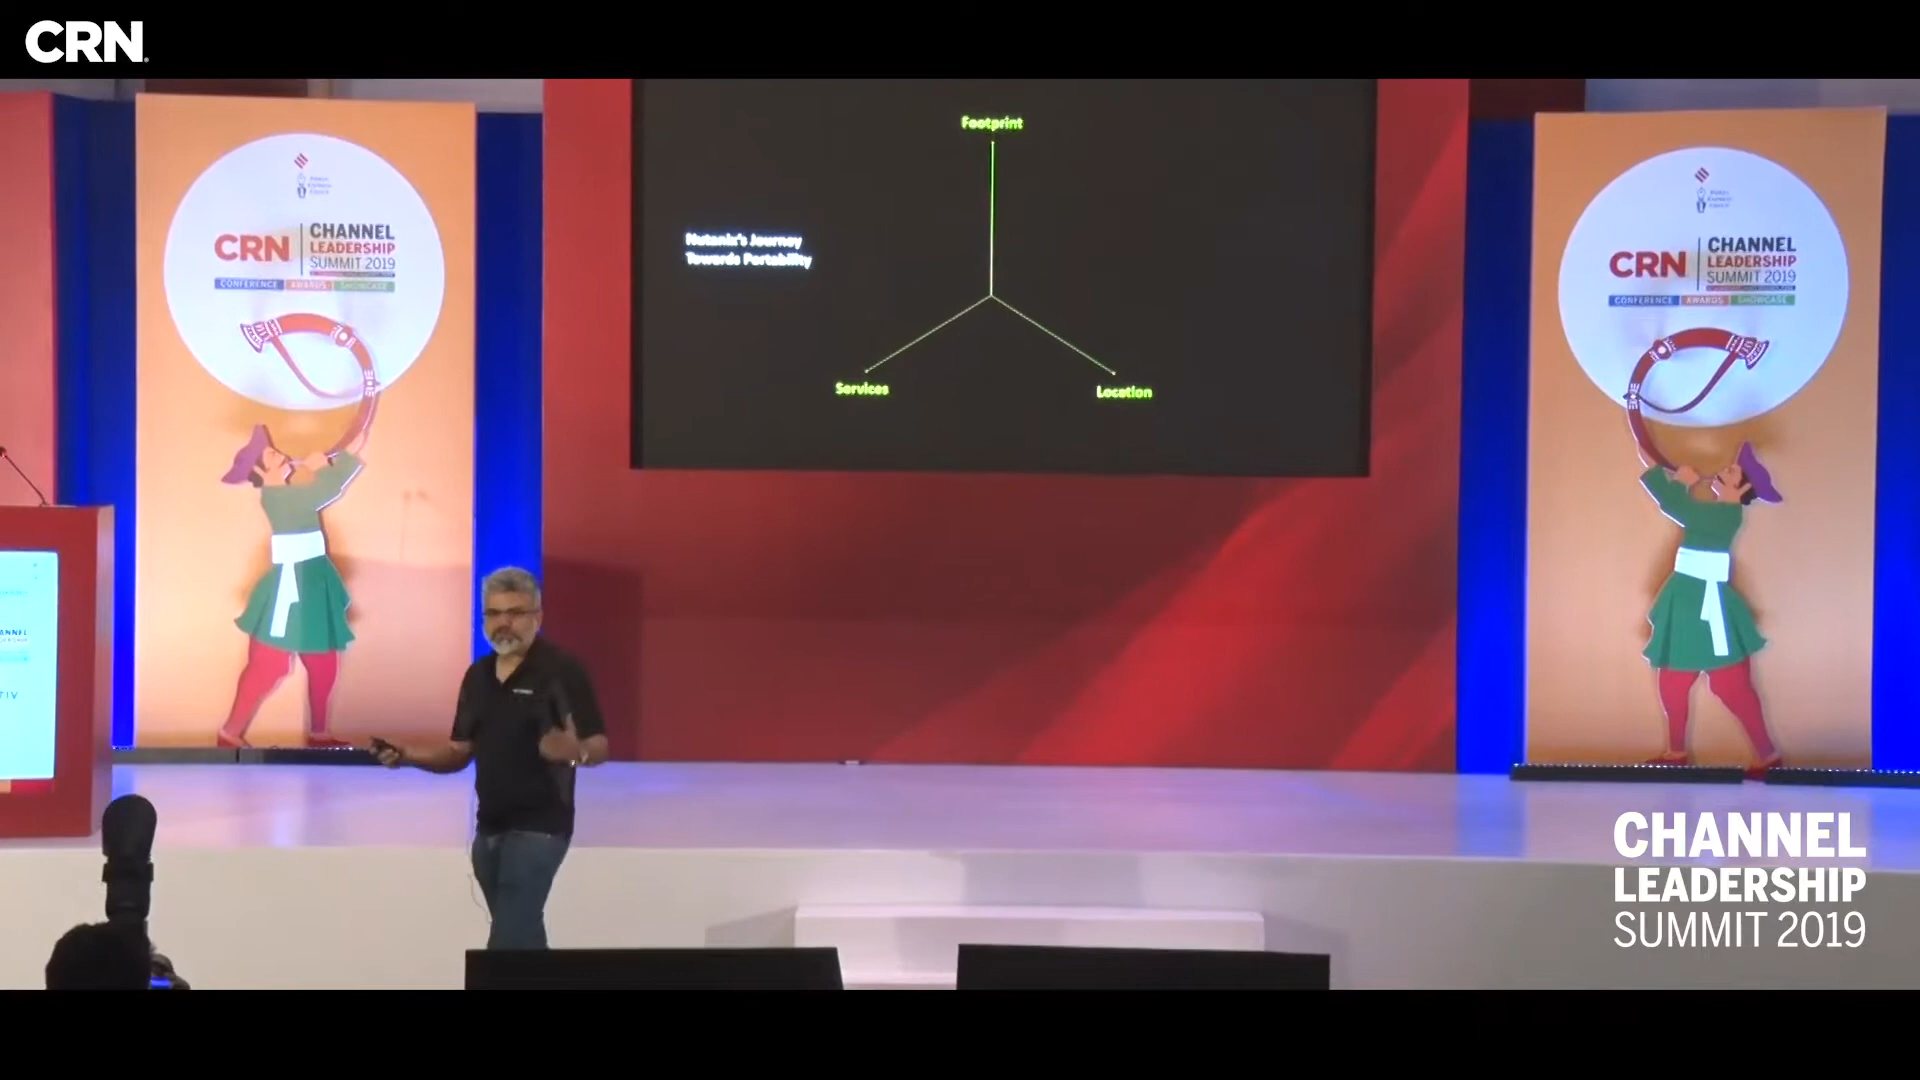 CRN
Footprint
Nutanix's Journey
Towards Portability
Services
Location
CRN
CHANNEL
LEADERSHIP
SUMMIT 2019
CONFERENCE AWARDS SHOWCASE
CRN
CHANNEL
LEADERSHIP
SUMMIT 2019
CONFERENCE AWARDS SHOWCASE
CHANNEL
LEADERSHIP
SUMMIT 2019